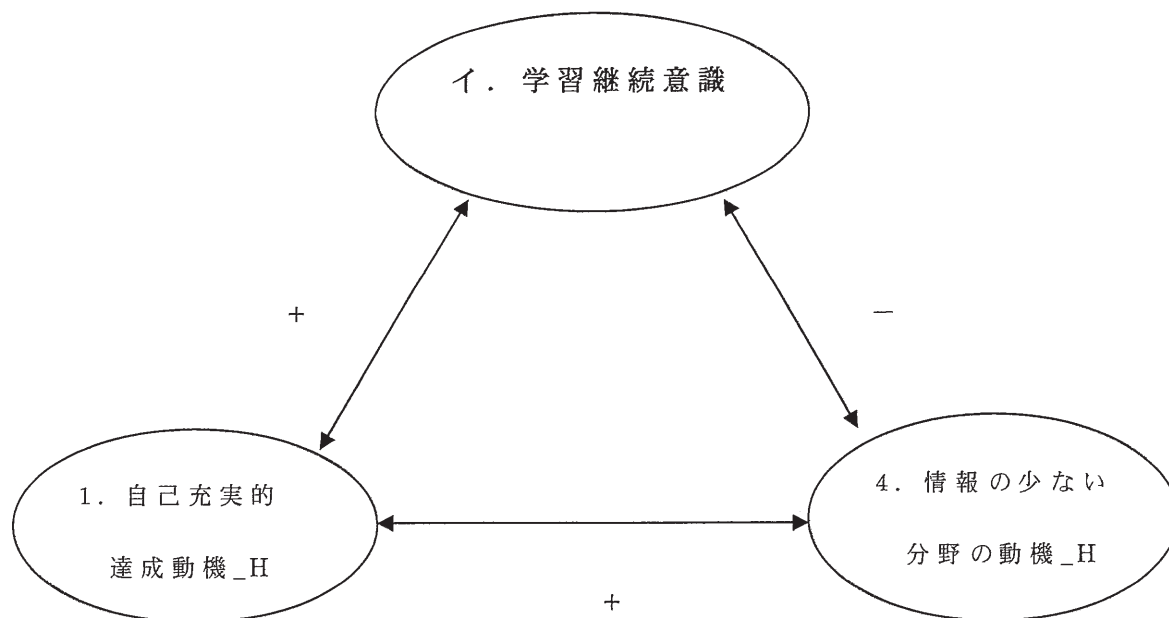 イ. 学習継続意識
+
−
1. 自己充実的
達成動機_H
4. 情報の少ない
分野の動機_H
+